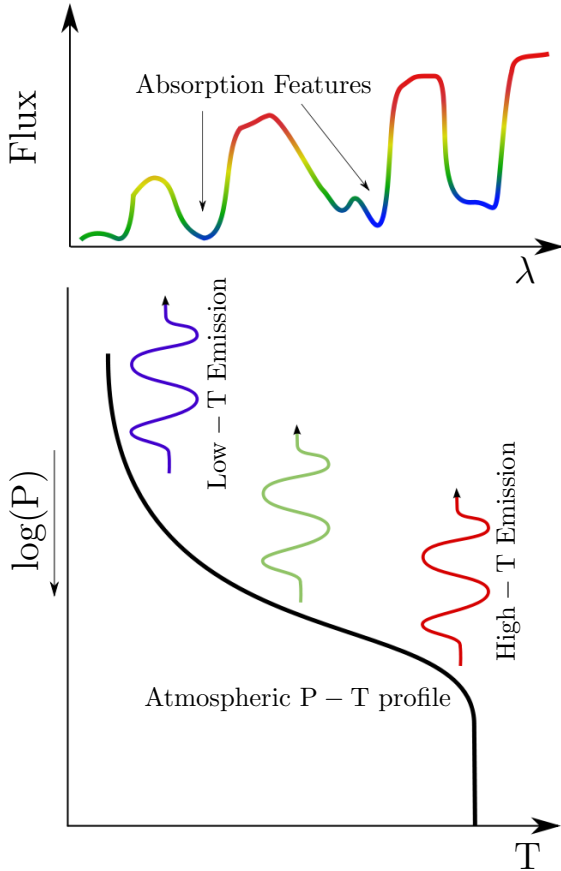 Absorption Features
Flux
λ
Low − T Emission
log(P)
High − T Emission
Atmospheric P − T profile
T